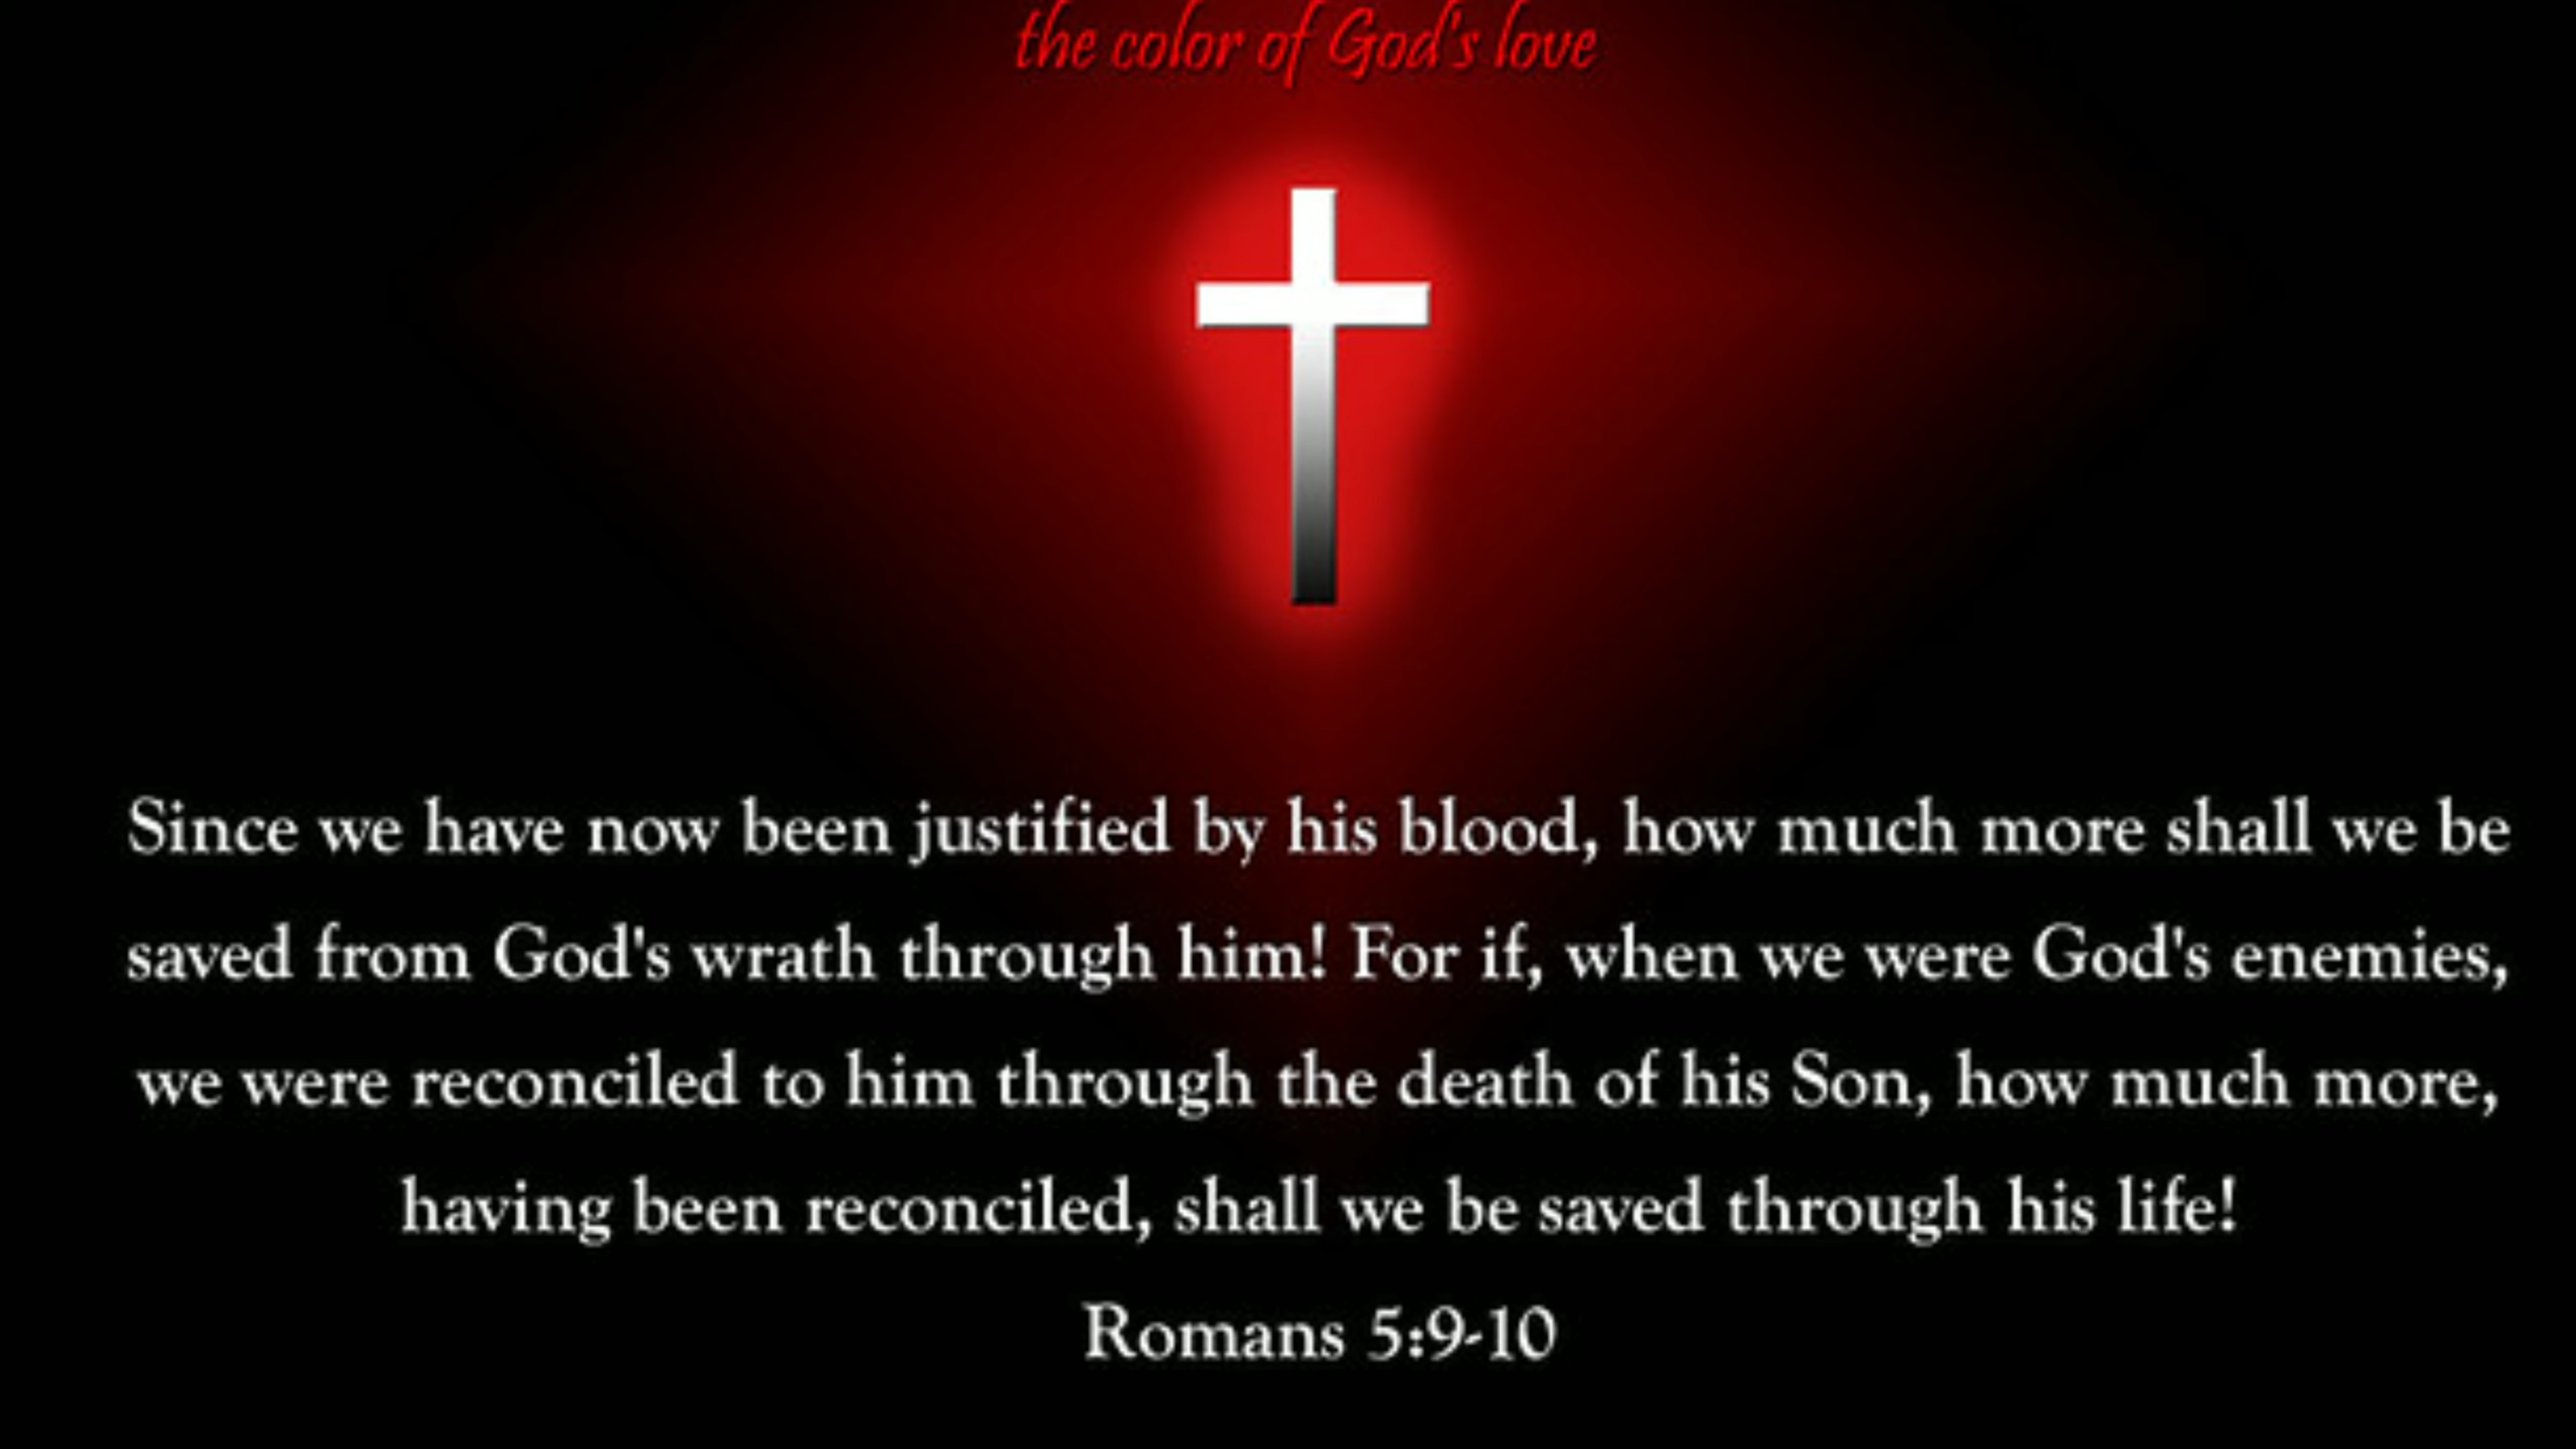 the color of God's love
Since we have now been justified by his blood, how much more shall we be
saved from God's wrath through him! For if, when we were God's enemies,
we were reconciled to him through the death of his Son, how much more,
having been reconciled, shall we be saved through his life!
Romans 5:9-10